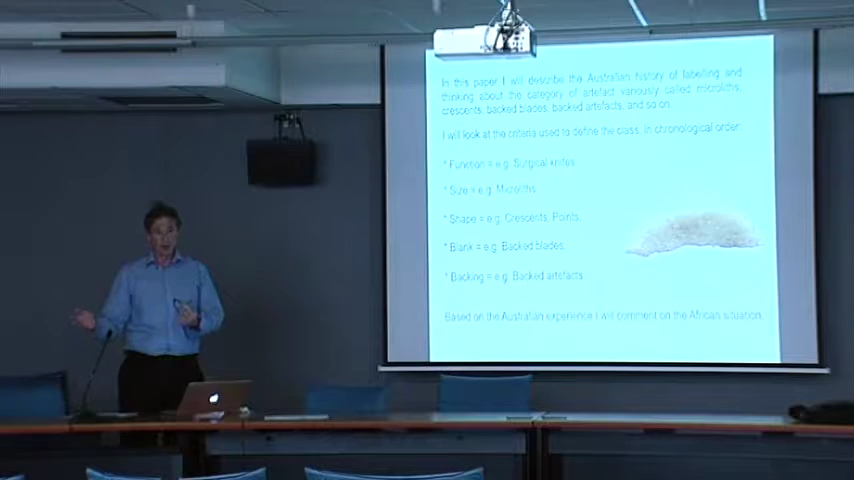 In this paper I will describe the Australian history of labelling and
thinking about the category of artefact variously called microliths,
crescents, backed blades, backed artefacts, and so on.
I will look at the criteria used to define the class, in chronological order:
* Function = e.g. Surgical knifes.
* Size = e.g. Microliths.
* Shape = e.g. Crescents, Points.
* Blank = e.g. Backed blades.
* Backing = e.g. Backed artefacts.
Based on the Australian experience I will comment on the African situation.